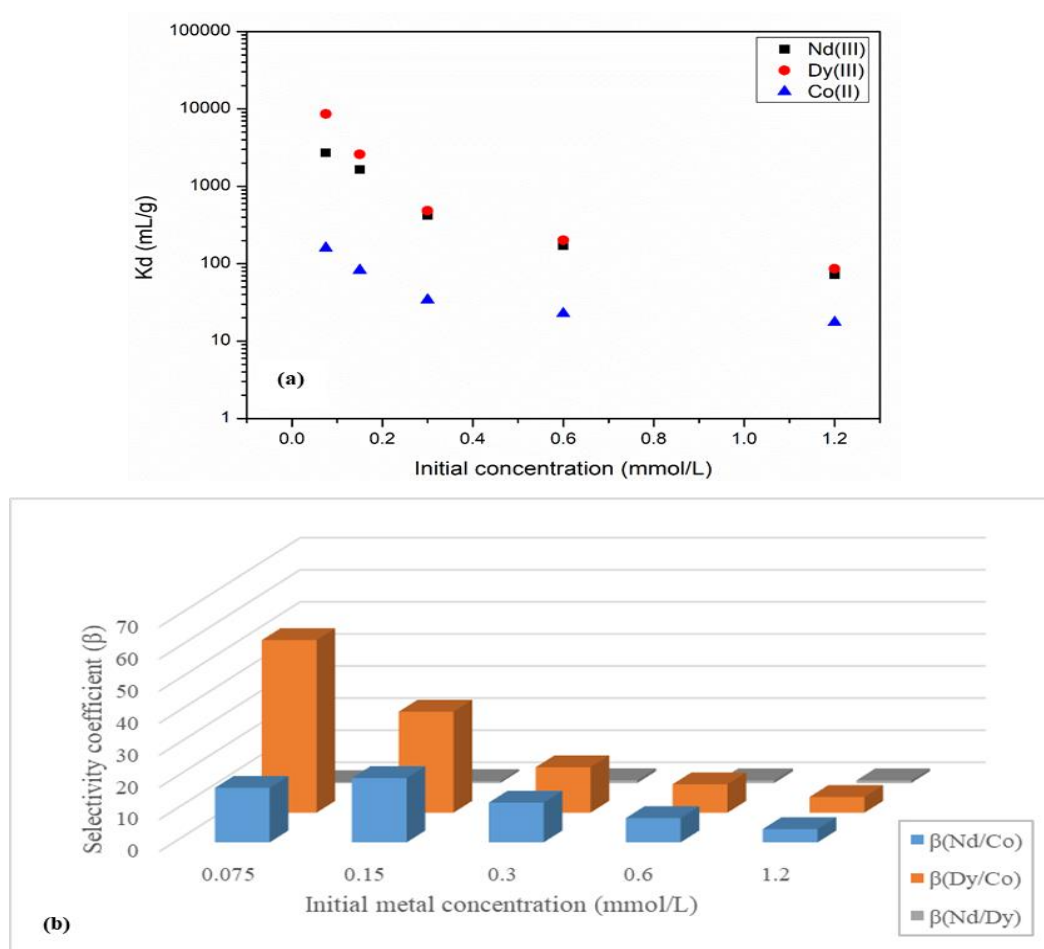 100000
10000
1000
100
10
1
Kd (mL/g)
Nd(III)
Dy(III)
Co(II)
(a)
0.0 0.2 0.4 0.6 0.8 1.0 1.2
Initial concentration (mmol/L)
70
60
50
40
30
20
10
0
Selectivity coefficient (β)
0.075 0.15 0.3 0.6 1.2
Initial metal concentration (mmol/L)
β(Nd/Co)
β(Dy/Co)
β(Nd/Dy)
(b)